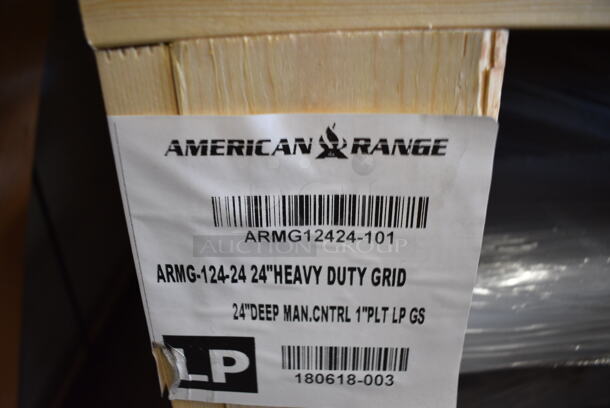 AMERICAN RANGE
ARMG12424-101
AUCTION GROUP
ARMG-124-24 24"HEAVY DUTY GRID
24"DEEP MAN.CNTRL 1"PLT LP GS
LP
180618-003